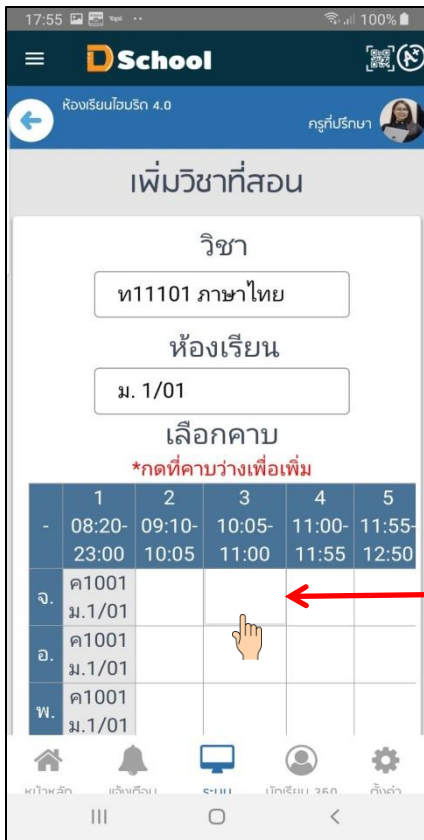 17:55
100%
DSchool
A+
ห้องเรียนไฮบริด 4.0
ครูที่ปรึกษา
เพิ่มวิชาที่สอน
วิชา
ท11101 ภาษาไทย
ห้องเรียน
ม. 1/01
เลือกคาบ
*กดที่คาบว่างเพื่อเพิ่ม
- 1 2 3 4 5
08:20- 09:10- 10:05- 11:00- 11:55-
23:00 10:05 11:00 11:55 12:50
จ. ค1001
ม.1/01
อ. ค1001
ม.1/01
พ. ค1001
ม.1/01
หน้าหลัก แจ้งเตือน ระบบ นักเรียน 360 ตั้งค่า